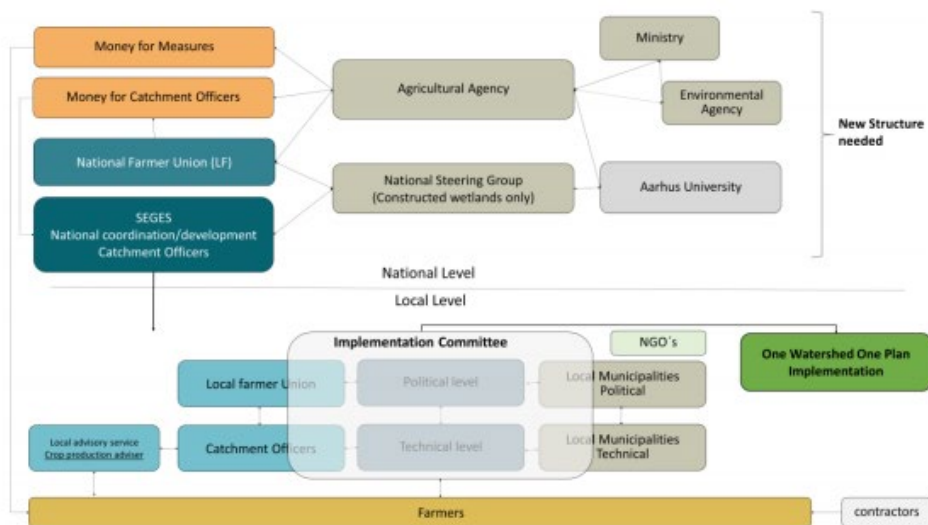 Money for Measures
Ministry
Agricultural Agency
Money for Catchment Officers
Environmental
Agency
New Structure
needed
National Farmer Union (LF)
National Steering Group
(Constructed wetlands only)
Aarhus University
SEGES
National coordination/development
Catchment Officers
National Level
Local Level
Implementation Committee
NGO´s
One Watershed One Plan
Implementation
Local farmer Union
Political level
Local Municipalities
Political
Local advisory service
Crop production adviser
Catchment Officers
Technical level
Local Municipalities
Technical
Farmers
contractors